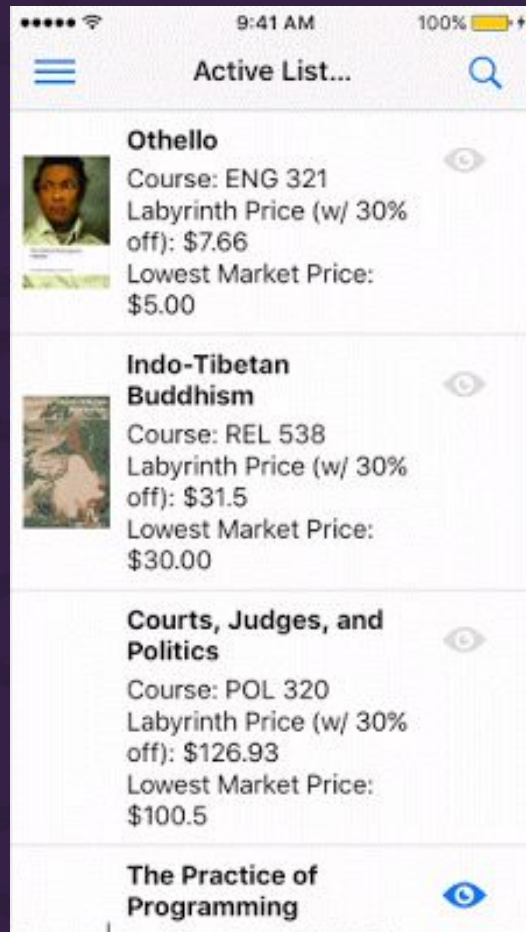 9:41 AM
100%
Active List...
Othello
Course: ENG 321
Labyrinth Price (w/ 30%
off): $7.66
Lowest Market Price:
$5.00
Indo-Tibetan
Buddhism
Course: REL 538
Labyrinth Price (w/ 30%
off): $31.5
Lowest Market Price:
$30.00
Courts, Judges, and
Politics
Course: POL 320
Labyrinth Price (w/ 30%
off): $126.93
Lowest Market Price:
$100.5
The Practice of
Programming